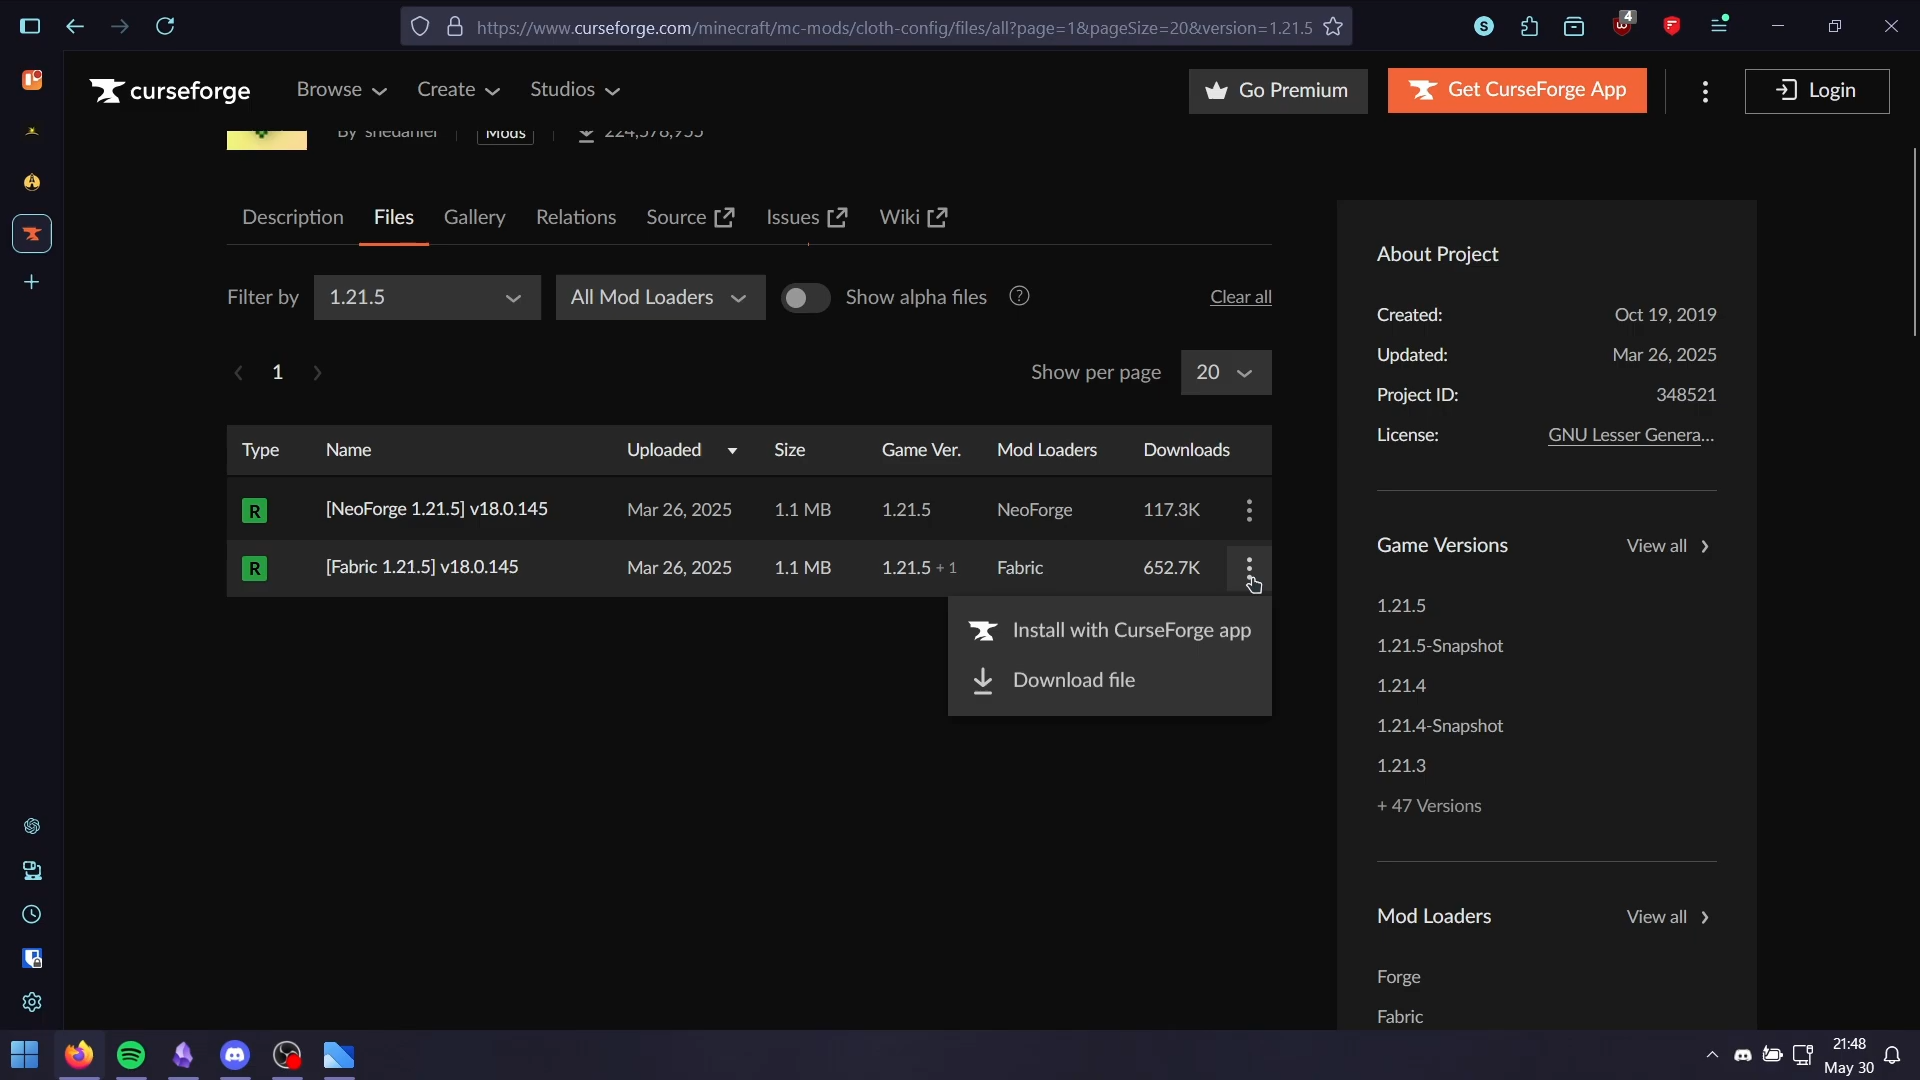 https://www.curseforge.com/minecraft/mc-mods/cloth-config/files/all?page=1&pageSize=20&version=1.21.5
4
S
curseforge
Browse
Create
Studios
Go Premium
Get CurseForge App
Login
By shedaniel
Mods
224,578,955
Description
Files
Gallery
Relations
Source
Issues
Wiki
Filter by
1.21.5
All Mod Loaders
Show alpha files
?
Clear all
1
Show per page
20
Type Name Uploaded Size Game Ver. Mod Loaders Downloads
R [NeoForge 1.21.5] v18.0.145 Mar 26, 2025 1.1 MB 1.21.5 NeoForge 117.3K
R [Fabric 1.21.5] v18.0.145 Mar 26, 2025 1.1 MB 1.21.5 + 1 Fabric 652.7K
Install with CurseForge app
Download file
About Project
Created: Oct 19, 2019
Updated: Mar 26, 2025
Project ID: 348521
License: GNU Lesser Genera...
Game Versions View all
1.21.5
1.21.5-Snapshot
1.21.4
1.21.4-Snapshot
1.21.3
+ 47 Versions
Mod Loaders View all
Forge
Fabric
21:48
May 30